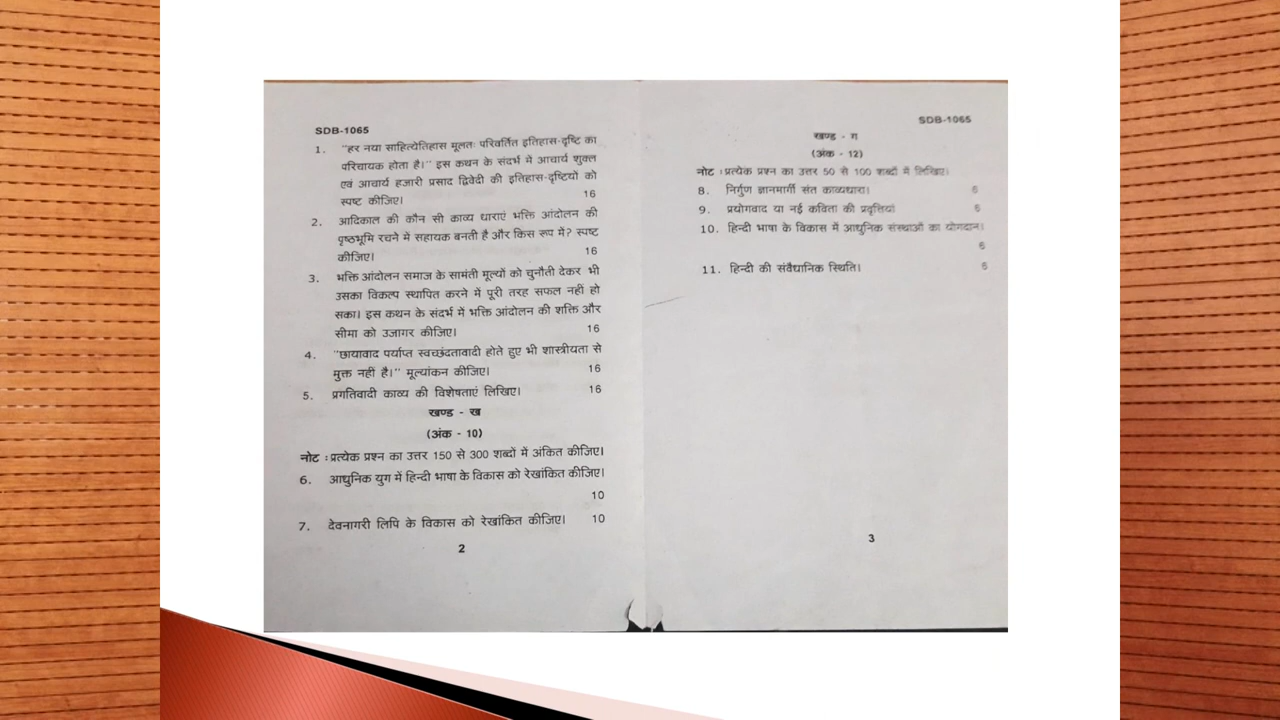 SDB-1065
1. "हर नया साहित्येतिहास मूलतः परिवर्तित इतिहास-दृष्टि का
परिचायक होता है।" इस कथन के संदर्भ में आचार्य शुक्ल
एवं आचार्य हजारी प्रसाद द्विवेदी की इतिहास-दृष्टियों को
स्पष्ट कीजिए। 16
2. आदिकाल की कौन सी काव्य धाराएं भक्ति आंदोलन की
पृष्ठभूमि रचने में सहायक बनती है और किस रूप में? स्पष्ट
कीजिए। 16
3. भक्ति आंदोलन समाज के सामंती मूल्यों को चुनौती देकर भी
उसका विकल्प स्थापित करने में पूरी तरह सफल नहीं हो
सका। इस कथन के संदर्भ में भक्ति आंदोलन की शक्ति और
सीमा को उजागर कीजिए। 16
4. "छायावाद पर्याप्त स्वच्छंदतावादी होते हुए भी शास्त्रीयता से
मुक्त नहीं है।" मूल्यांकन कीजिए। 16
5. प्रगतिवादी काव्य की विशेषताएं लिखिए। 16
खण्ड - ख
(अंक - 10)
नोट : प्रत्येक प्रश्न का उत्तर 150 से 300 शब्दों में अंकित कीजिए।
6. आधुनिक युग में हिन्दी भाषा के विकास को रेखांकित कीजिए।
10
7. देवनागरी लिपि के विकास को रेखांकित कीजिए। 10
2
SDB-1065
खण्ड - ग
(अंक - 12)
नोट : प्रत्येक प्रश्न का उत्तर 50 से 100 शब्दों में लिखिए।
8. निर्गुण ज्ञानमार्गी संत काव्यधारा। 6
9. प्रयोगवाद या नई कविता की प्रवृत्तियां 6
10. हिन्दी भाषा के विकास में आधुनिक संस्थाओं का योगदान।
6
11. हिन्दी की संवैधानिक स्थिति। 6
3